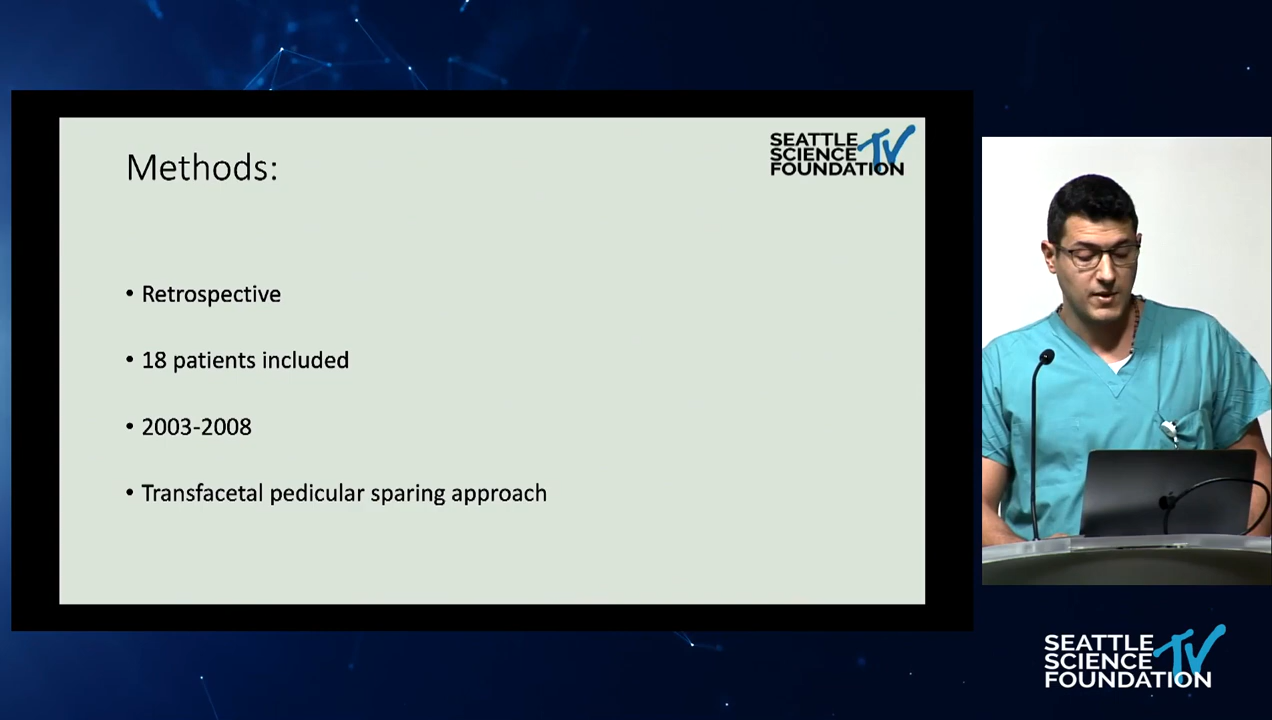 Methods:
SEATTLE
SCIENCE
FOUNDATION
TV
• Retrospective
• 18 patients included
• 2003-2008
• Transfacetal pedicular sparing approach
SEATTLE
SCIENCE
FOUNDATION
TV